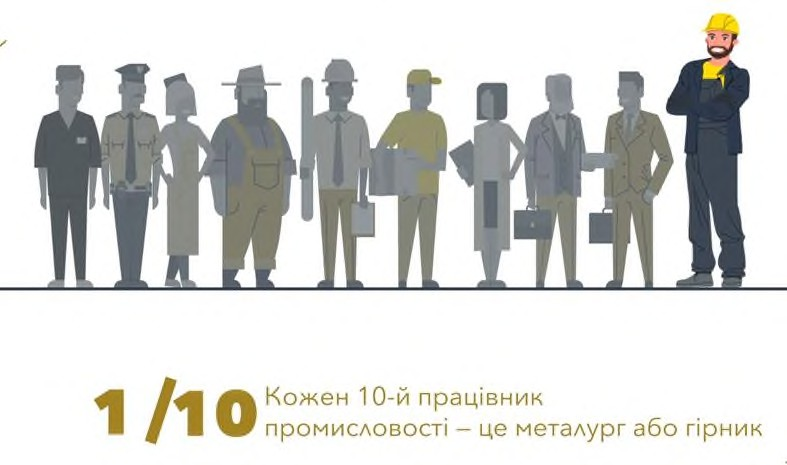 1/10
Кожен 10-й працівник
промисловості – це металург або гірник